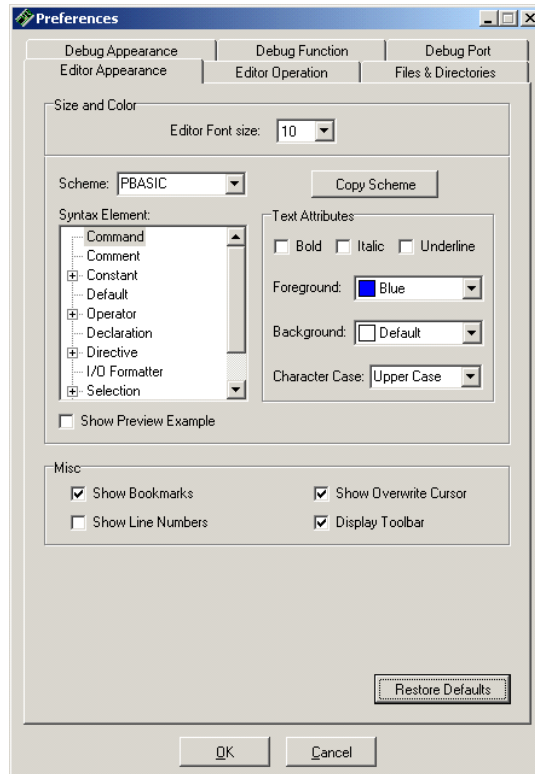 Preferences
Debug Appearance Debug Function Debug Port
Editor Appearance Editor Operation Files & Directories
Size and Color
Editor Font size: 10
Scheme: PBASIC Copy Scheme
Syntax Element:
Command
Comment
Constant
Default
Operator
Declaration
Directive
I/O Formatter
Selection
Text Attributes
Bold Italic Underline
Foreground: Blue
Background: Default
Character Case: Upper Case
Show Preview Example
Misc
Show Bookmarks Show Overwrite Cursor
Show Line Numbers Display Toolbar
Restore Defaults
OK Cancel